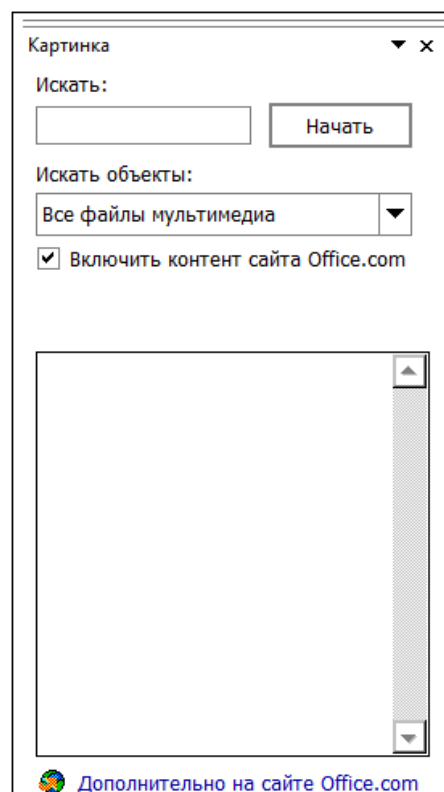 Картинка
Искать:
Начать
Искать объекты:
Все файлы мультимедиа
Включить контент сайта Office.com
Дополнительно на сайте Office.com